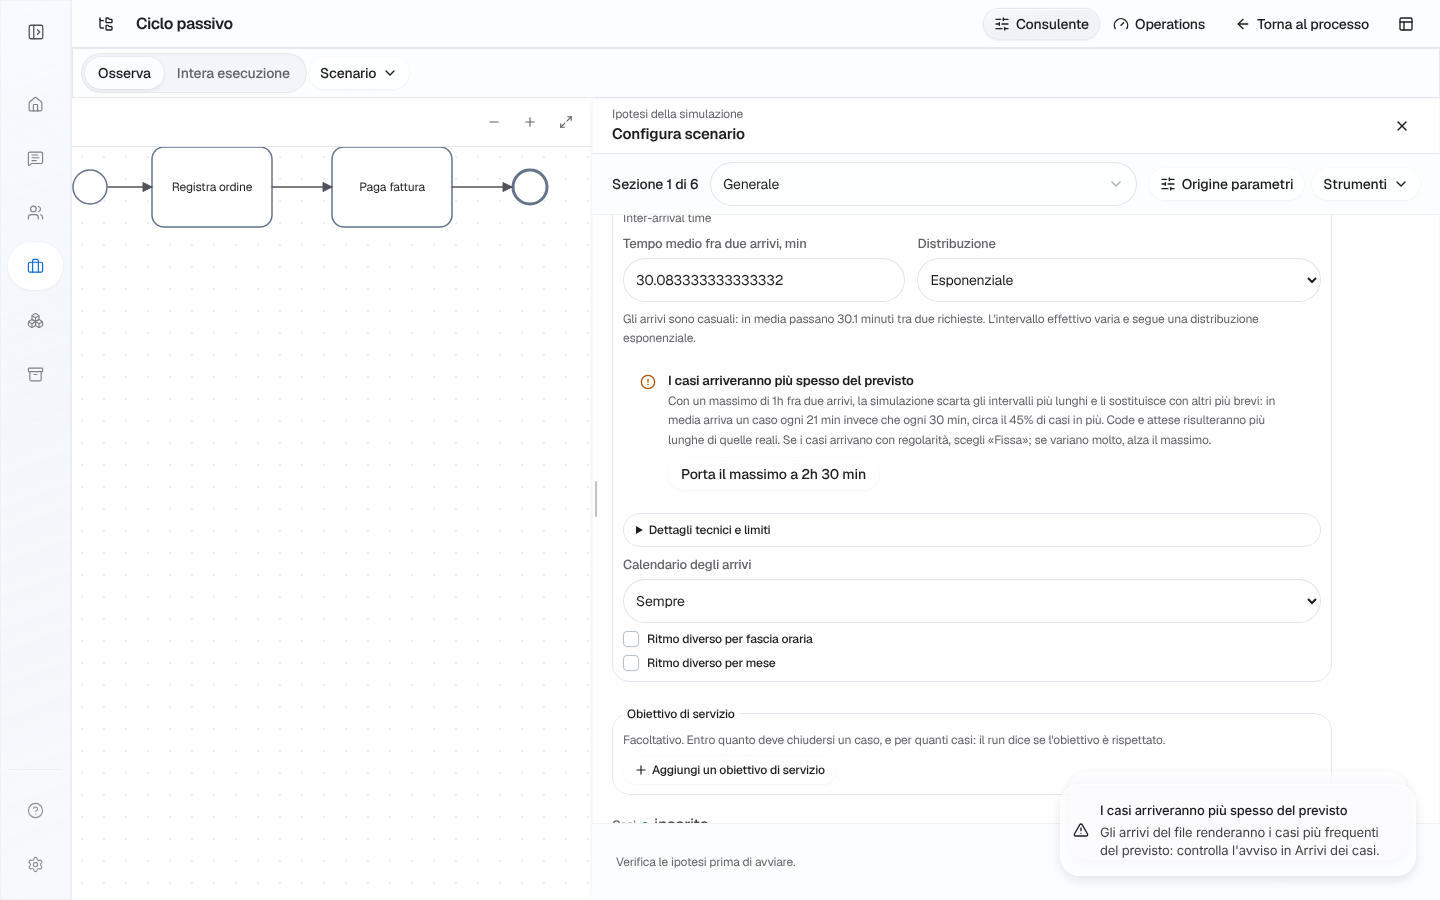 Ciclo passivo
Consulente
Operations
Torna al processo
Osserva
Intera esecuzione
Scenario
Registra ordine
Paga fattura
Ipotesi della simulazione
Configura scenario
Sezione 1 di 6
Generale
Origine parametri
Strumenti
Inter-arrival time
Tempo medio fra due arrivi, min
Distribuzione
30.083333333333332
Esponenziale
Gli arrivi sono casuali: in media passano 30.1 minuti tra due richieste. L'intervallo effettivo varia e segue una distribuzione
esponenziale.
I casi arriveranno più spesso del previsto
Con un massimo di 1h fra due arrivi, la simulazione scarta gli intervalli più lunghi e li sostituisce con altri più brevi: in
media arriva un caso ogni 21 min invece che ogni 30 min, circa il 45% di casi in più. Code e attese risulteranno più
lunghe di quelle reali. Se i casi arrivano con regolarità, scegli «Fissa»; se variano molto, alza il massimo.
Porta il massimo a 2h 30 min
Dettagli tecnici e limiti
Calendario degli arrivi
Sempre
Ritmo diverso per fascia oraria
Ritmo diverso per mese
Obiettivo di servizio
Facoltativo. Entro quanto deve chiudersi un caso, e per quanti casi: il run dice se l'obiettivo è rispettato.
Aggiungi un obiettivo di servizio
Verifica le ipotesi prima di avviare.
I casi arriveranno più spesso del previsto
Gli arrivi del file renderanno i casi più frequenti
del previsto: controlla l'avviso in Arrivi dei casi.